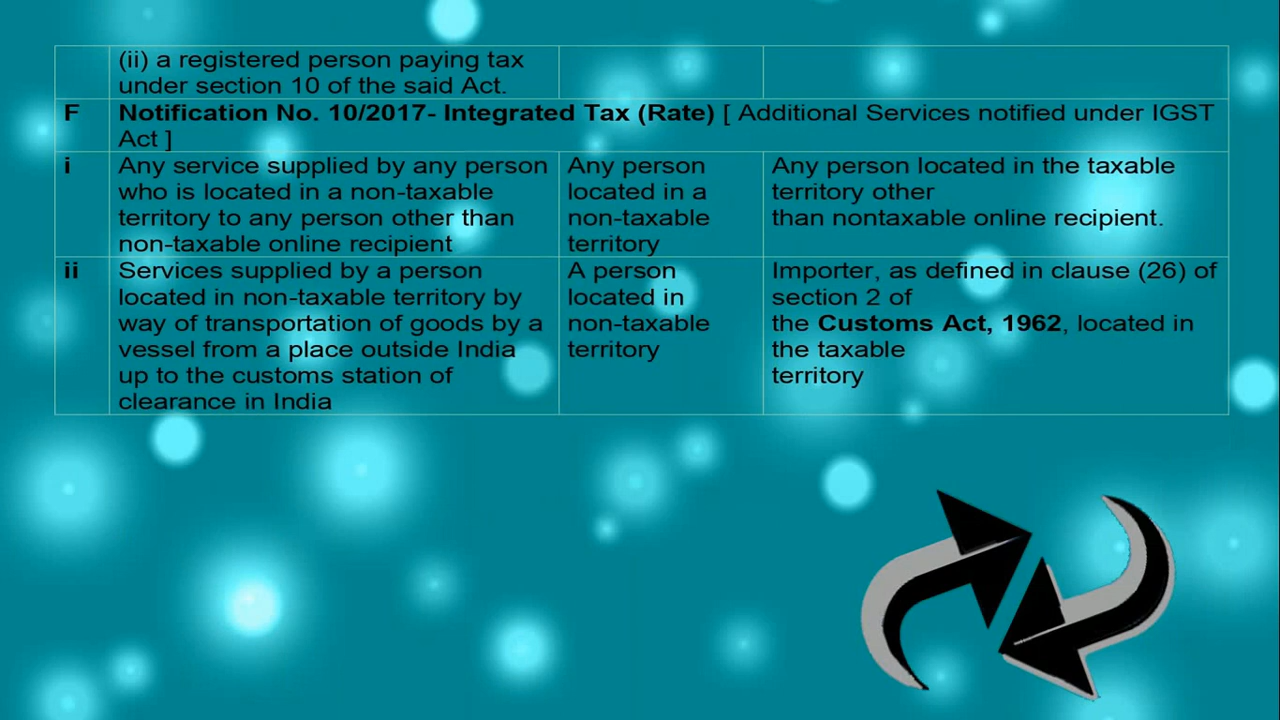 (ii) a registered person paying tax
under section 10 of the said Act.
F Notification No. 10/2017- Integrated Tax (Rate) [ Additional Services notified under IGST
Act ]
i Any service supplied by any person
who is located in a non-taxable
territory to any person other than
non-taxable online recipient
Any person
located in a
non-taxable
territory
Any person located in the taxable
territory other
than nontaxable online recipient.
ii Services supplied by a person
located in non-taxable territory by
way of transportation of goods by a
vessel from a place outside India
up to the customs station of
clearance in India
A person
located in
non-taxable
territory
Importer, as defined in clause (26) of
section 2 of
the Customs Act, 1962, located in
the taxable
territory